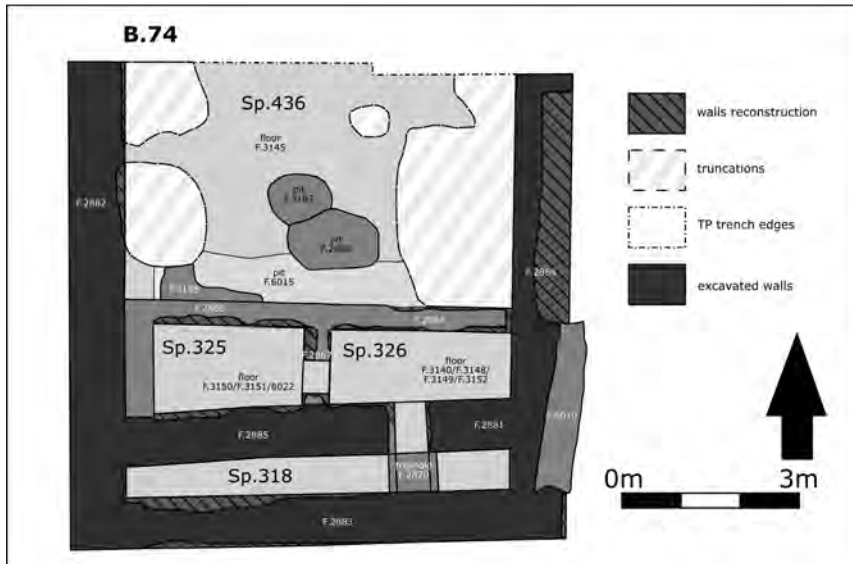 B.74
Sp.436
floor
F.3145
walls reconstruction
truncations
TP trench edges
excavated walls
F.2882
pit
pit
pit
F.6015
Sp.325
Sp.326
floor
F.3150/F.3151/6022
floor
F.3140/F.3148/
F.3149/F.3152
F.2885
F.2881
Sp.318
F.2883
0m
3m